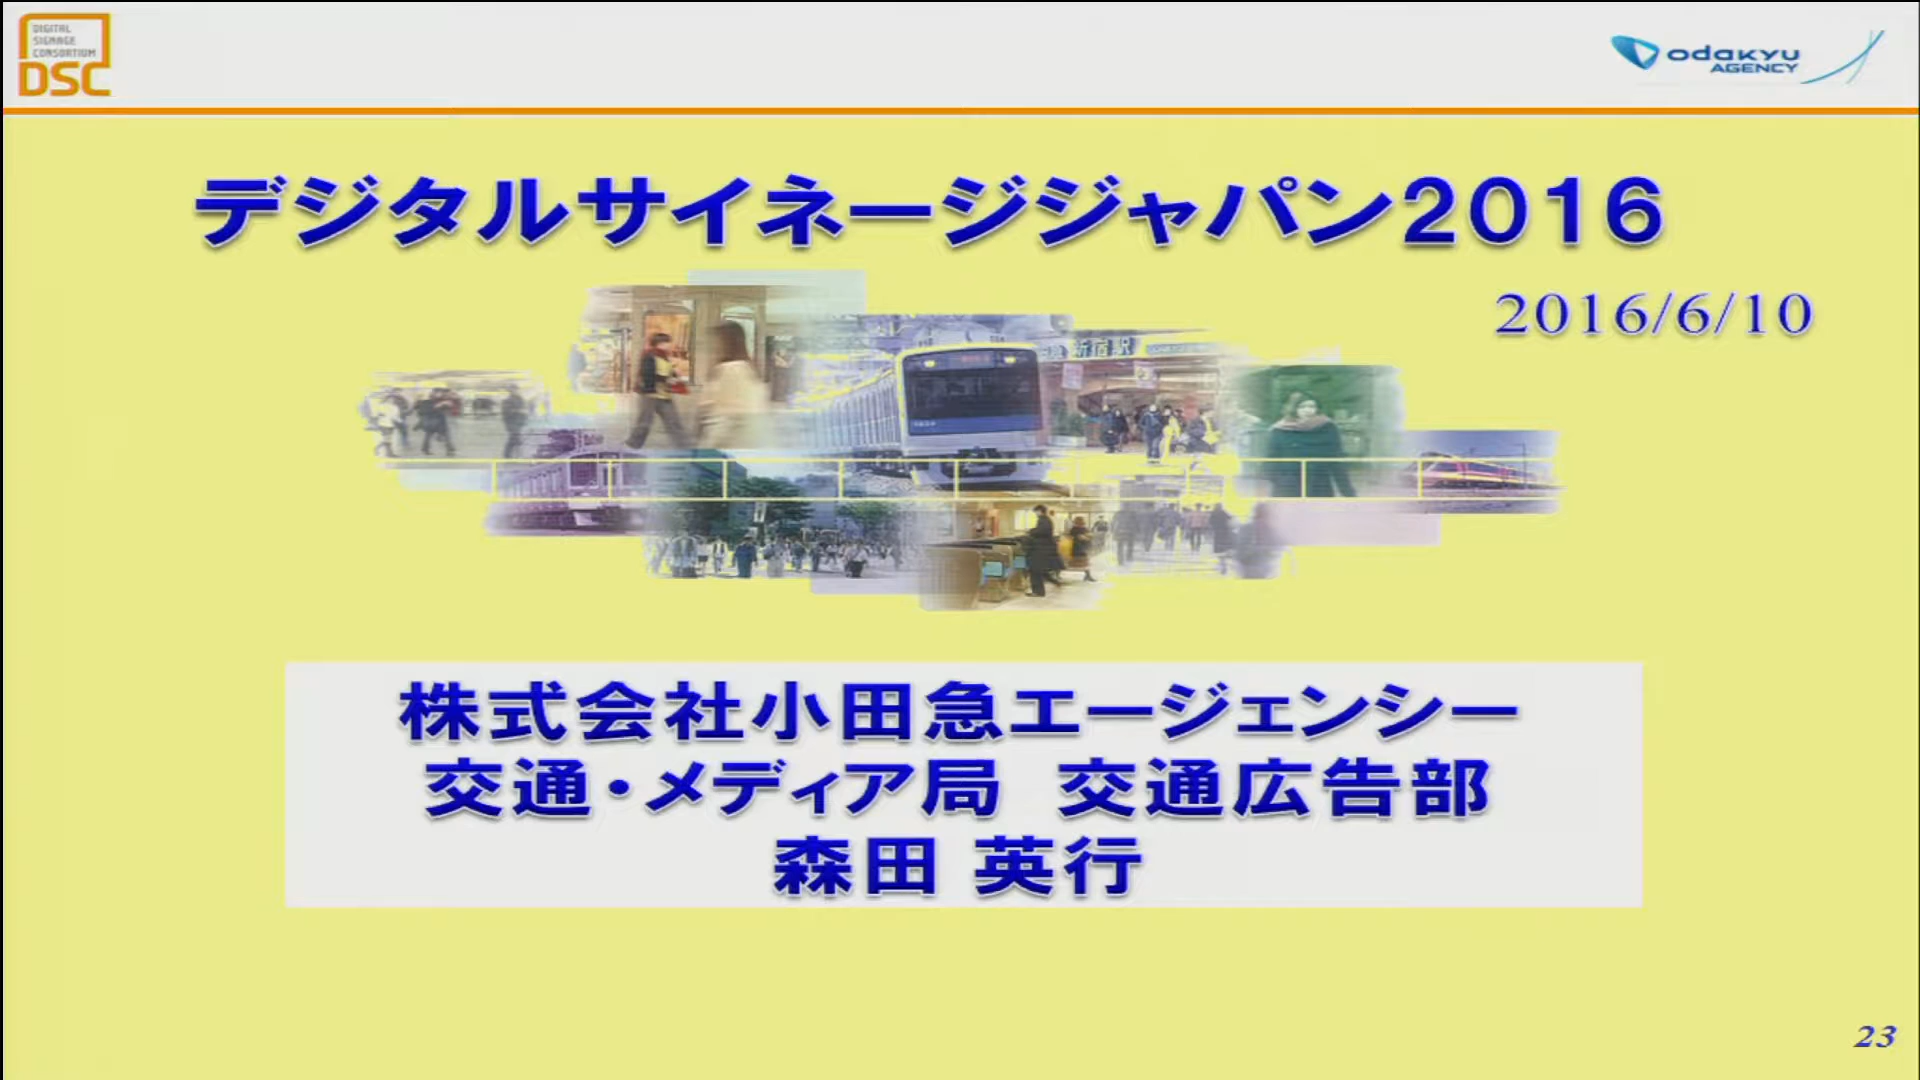 DIGITAL
SIGNAGE
CONSORTIUM
DSC
odakyu
AGENCY
デジタルサイネージジャパン2016
2016/6/10
新宿駅
株式会社小田急エージェンシー
交通・メディア局　交通広告部
森田 英行
23